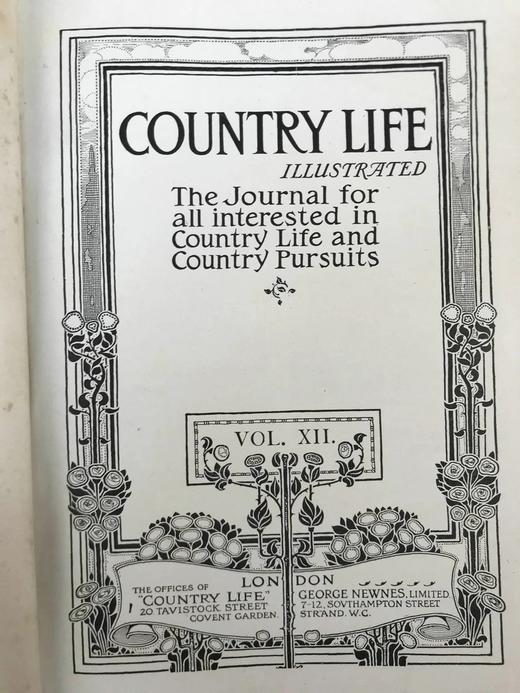 COUNTRY LIFE
ILLUSTRATED
The Journal for
all interested in
Country Life and
Country Pursuits
VOL. XII.
LONDON
THE OFFICES OF
"COUNTRY LIFE"
20 TAVISTOCK STREET
COVENT GARDEN.
GEORGE NEWNES, LIMITED
7-12, SOVTHAMPTON STREET
STRAND. W.C.